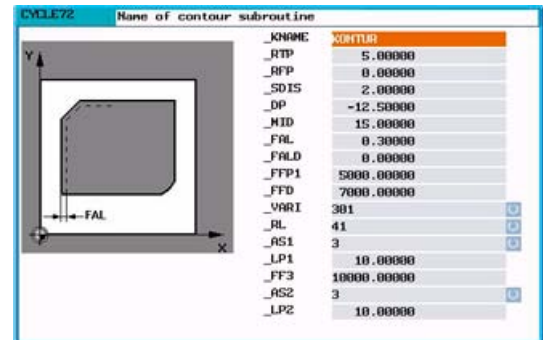 CYCLE72 Name of contour subroutine
_KNAME KONTUR
_RTP 5.00000
_RFP 0.00000
_SDIS 2.00000
_DP -12.50000
_MID 15.00000
_FAL 0.30000
_FALD 0.00000
_FFP1 5000.00000
_FFD 7000.00000
_VARI 301
_RL 41
_AS1 3
_LP1 10.00000
_FF3 10000.00000
_AS2 3
_LP2 10.00000
Y
FAL
X